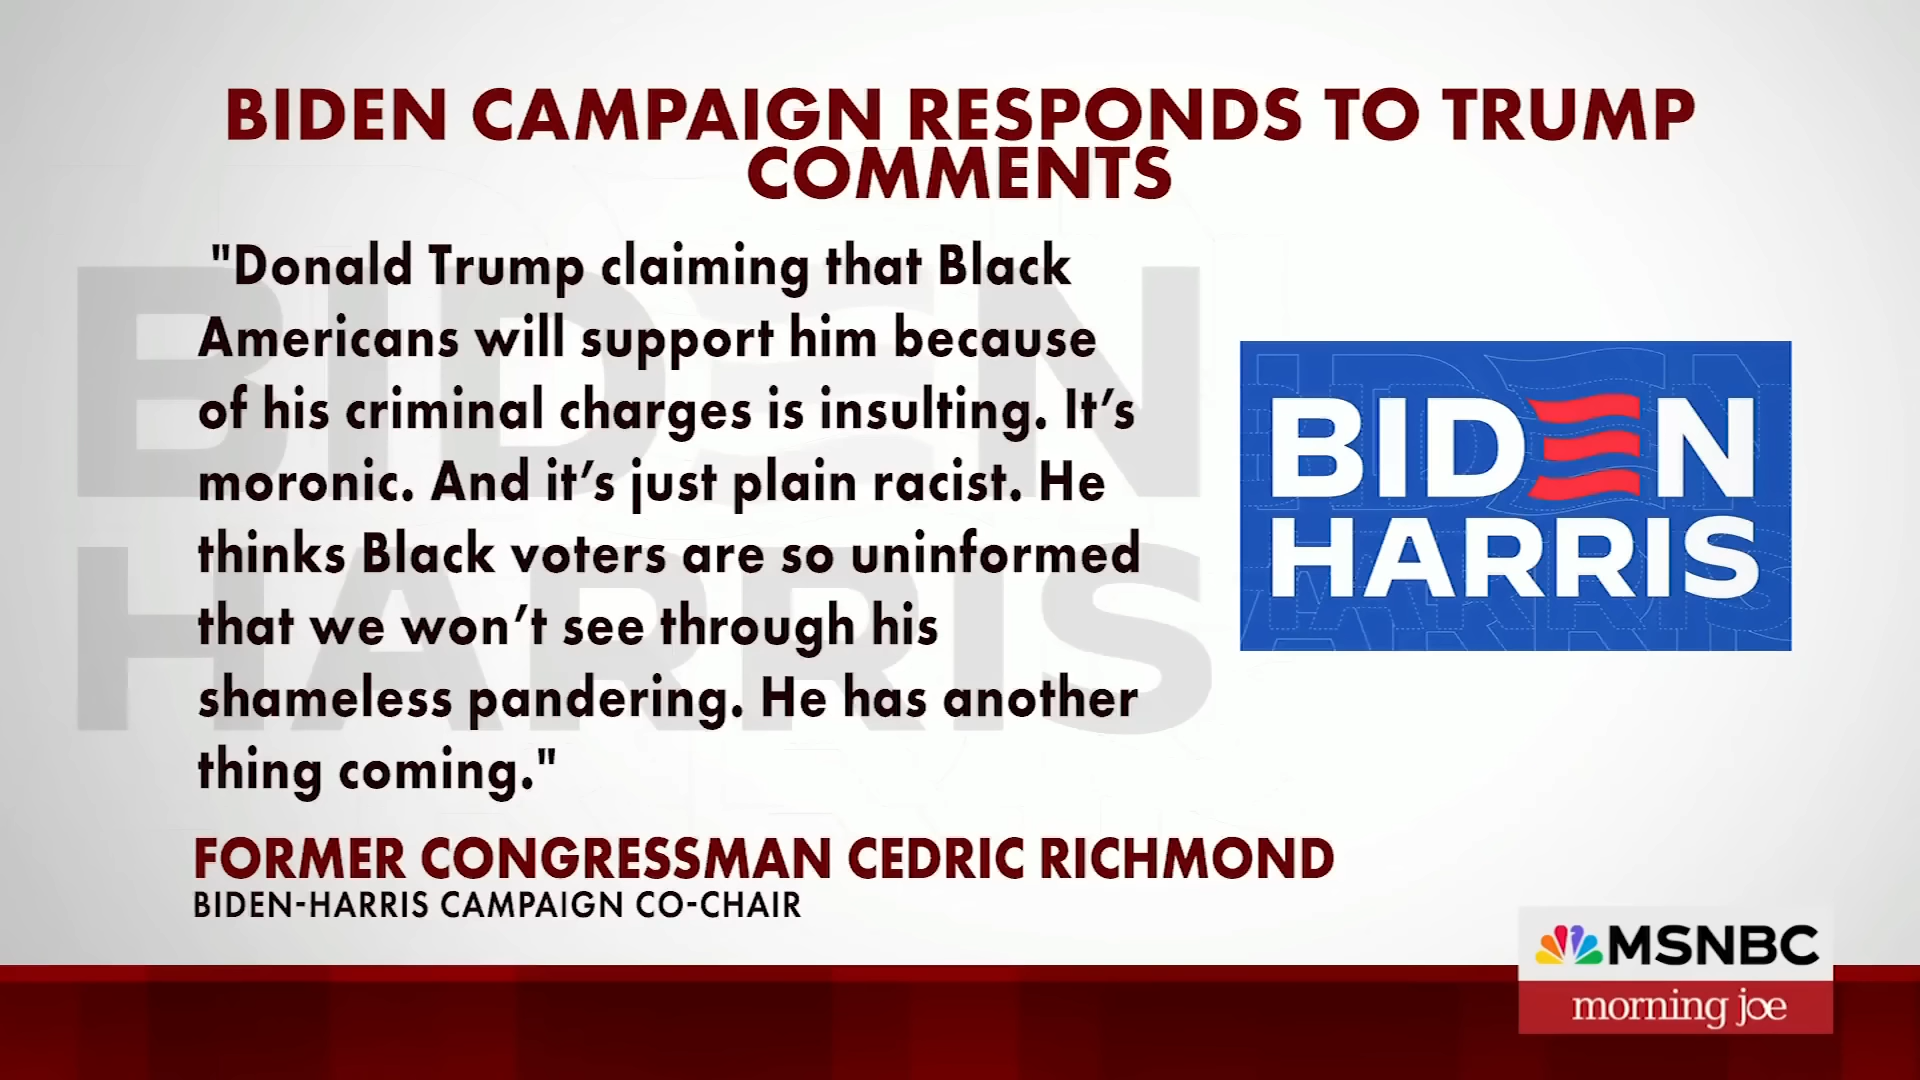 BIDEN CAMPAIGN RESPONDS TO TRUMP
COMMENTS
"Donald Trump claiming that Black
Americans will support him because
of his criminal charges is insulting. It’s
moronic. And it’s just plain racist. He
thinks Black voters are so uninformed
that we won’t see through his
shameless pandering. He has another
thing coming."
FORMER CONGRESSMAN CEDRIC RICHMOND
BIDEN-HARRIS CAMPAIGN CO-CHAIR
BIDEN
HARRIS
BIDEN
HARRIS
MSNBC
morning joe